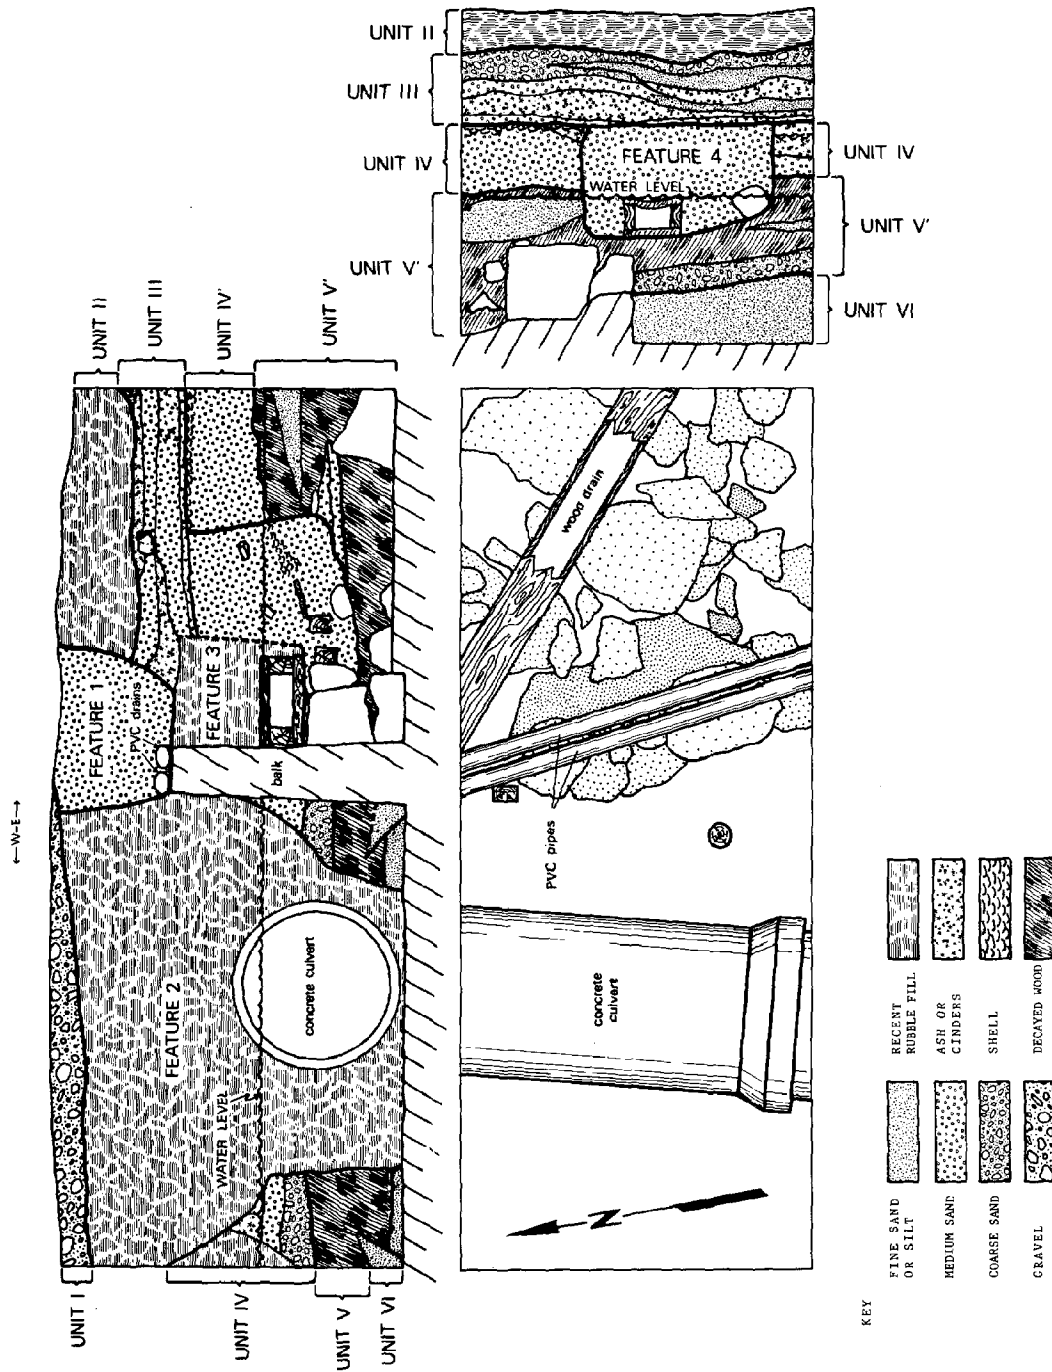 UNIT II
UNIT III
UNIT IV
UNIT V'
FEATURE 4
WATER LEVEL
UNIT IV
UNIT V'
UNIT VI
←W-E→
UNIT II
UNIT III
UNIT IV'
UNIT V'
FEATURE 1
PVC drains
FEATURE 3
balk
FEATURE 2
WATER LEVEL
concrete culvert
UNIT I
UNIT IV
UNIT V
UNIT VI
wood drain
PVC pipes
concrete
culvert
N
KEY
FINE SAND
OR SILT
MEDIUM SAND
COARSE SAND
GRAVEL
RECENT
RUBBLE FILL
ASH OR
CINDERS
SHELL
DECAYED WOOD